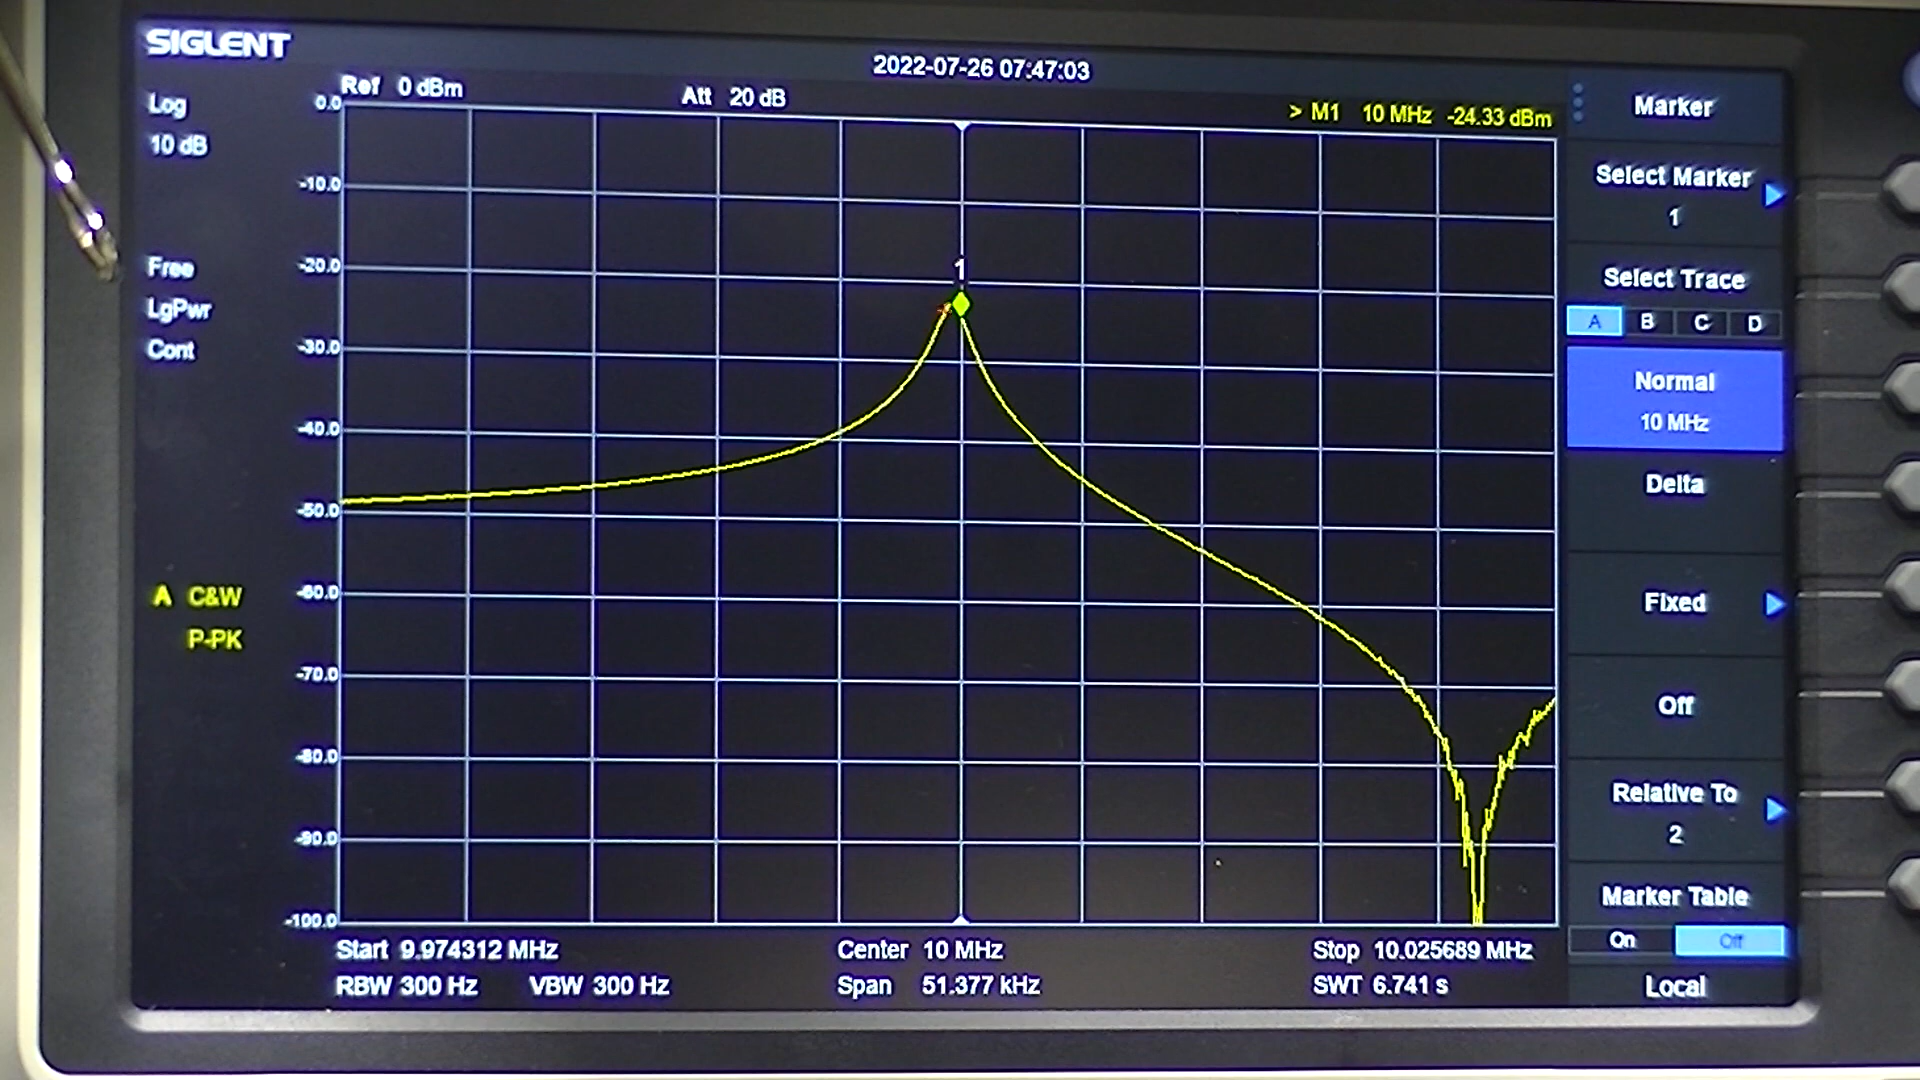 SIGLENT
2022-07-26 07:47:03
Ref 0 dBm
Att 20 dB
> M1 10 MHz -24.33 dBm
Log
10 dB
Free
LgPwr
Cont
A C&W
P-PK
0.0
-10.0
-20.0
-30.0
-40.0
-50.0
-60.0
-70.0
-80.0
-90.0
-100.0
1
Start 9.974312 MHz
Center 10 MHz
Stop 10.025689 MHz
RBW 300 Hz
VBW 300 Hz
Span 51.377 kHz
SWT 6.741 s
Marker
Select Marker
1
Select Trace
A B C D
Normal
10 MHz
Delta
Fixed
Off
Relative To
2
Marker Table
On Off
Local